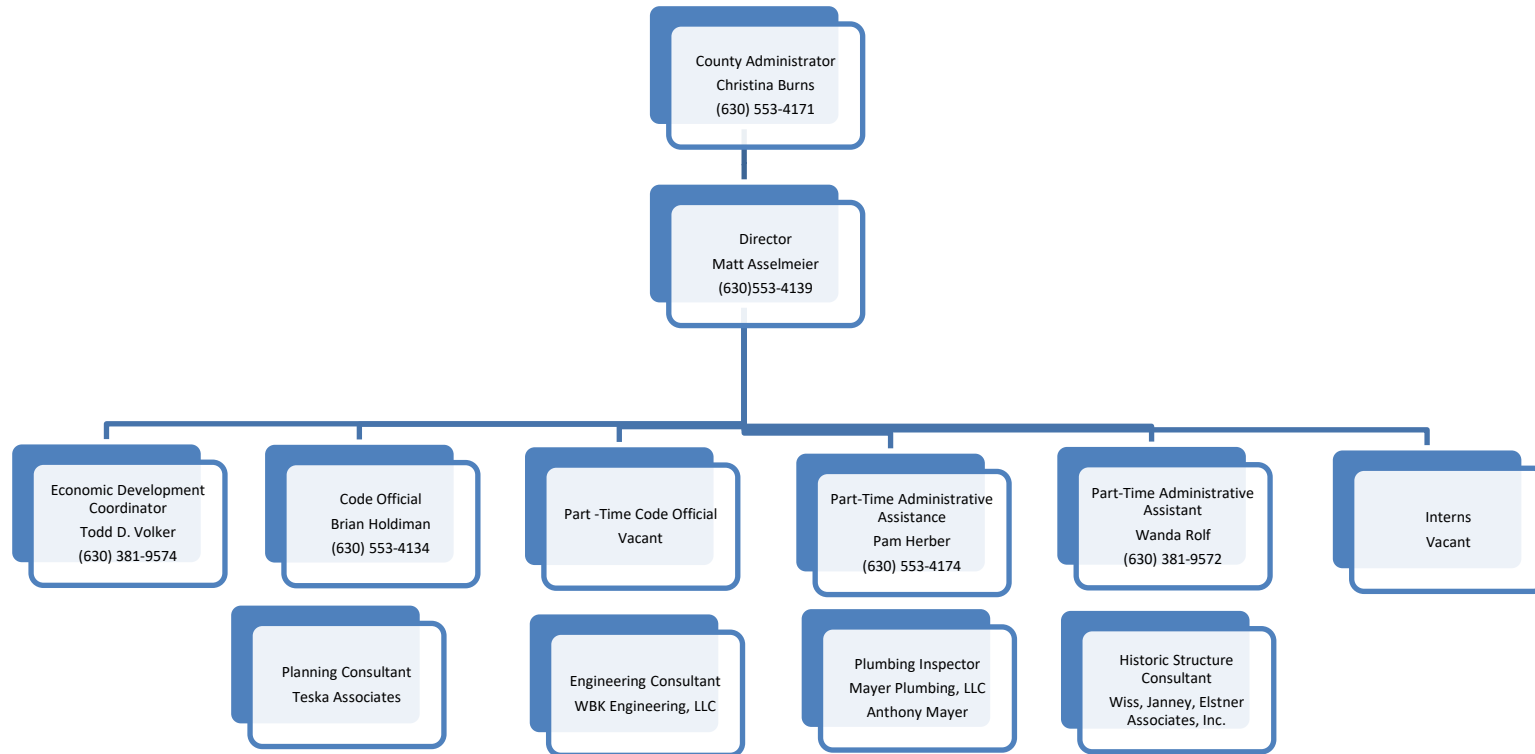 County Administrator
Christina Burns
(630) 553-4171
Director
Matt Asselmeier
(630)553-4139
Economic Development
Coordinator
Todd D. Volker
(630) 381-9574
Code Official
Brian Holdiman
(630) 553-4134
Part -Time Code Official
Vacant
Part-Time Administrative
Assistance
Pam Herber
(630) 553-4174
Part-Time Administrative
Assistant
Wanda Rolf
(630) 381-9572
Interns
Vacant
Planning Consultant
Teska Associates
Engineering Consultant
WBK Engineering, LLC
Plumbing Inspector
Mayer Plumbing, LLC
Anthony Mayer
Historic Structure
Consultant
Wiss, Janney, Elstner
Associates, Inc.